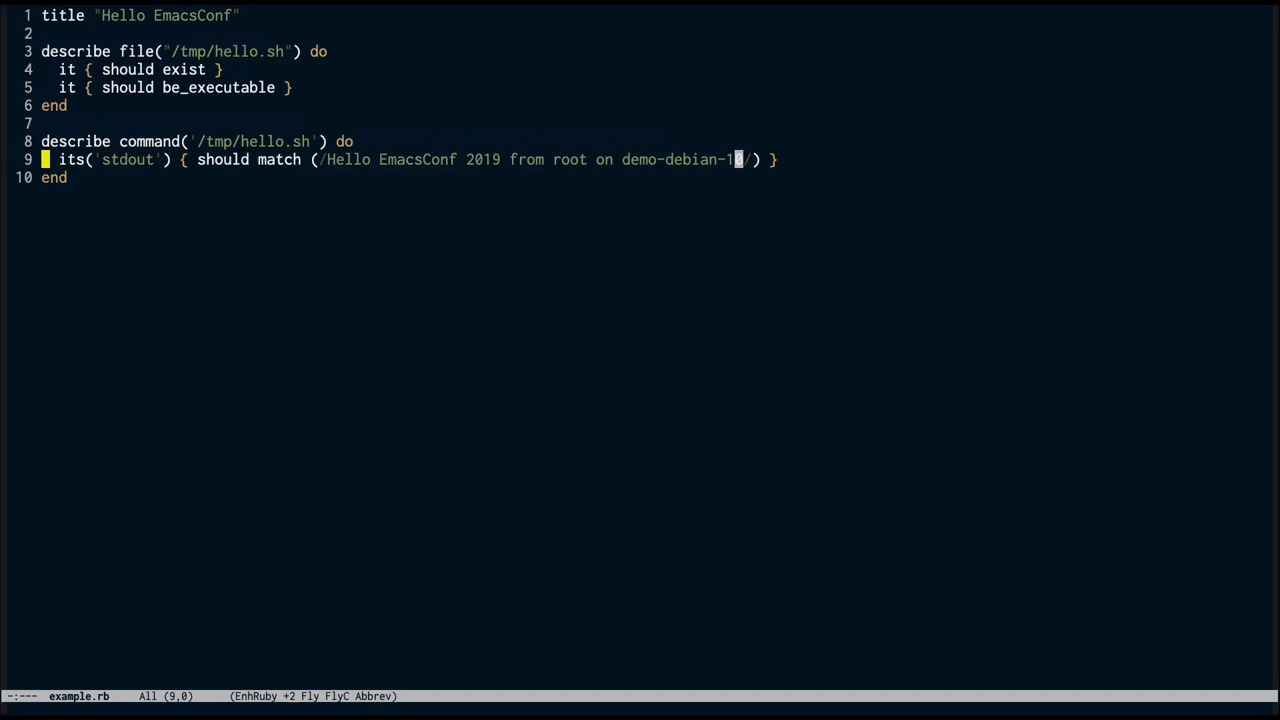 1 title "Hello EmacsConf"
2
3 describe file("/tmp/hello.sh") do
4   it { should exist }
5   it { should be_executable }
6 end
7
8 describe command('/tmp/hello.sh') do
9   its('stdout') { should match (/Hello EmacsConf 2019 from root on demo-debian-10/) }
10 end
-:--- example.rb All (9,0) (EnhRuby +2 Fly FlyC Abbrev)